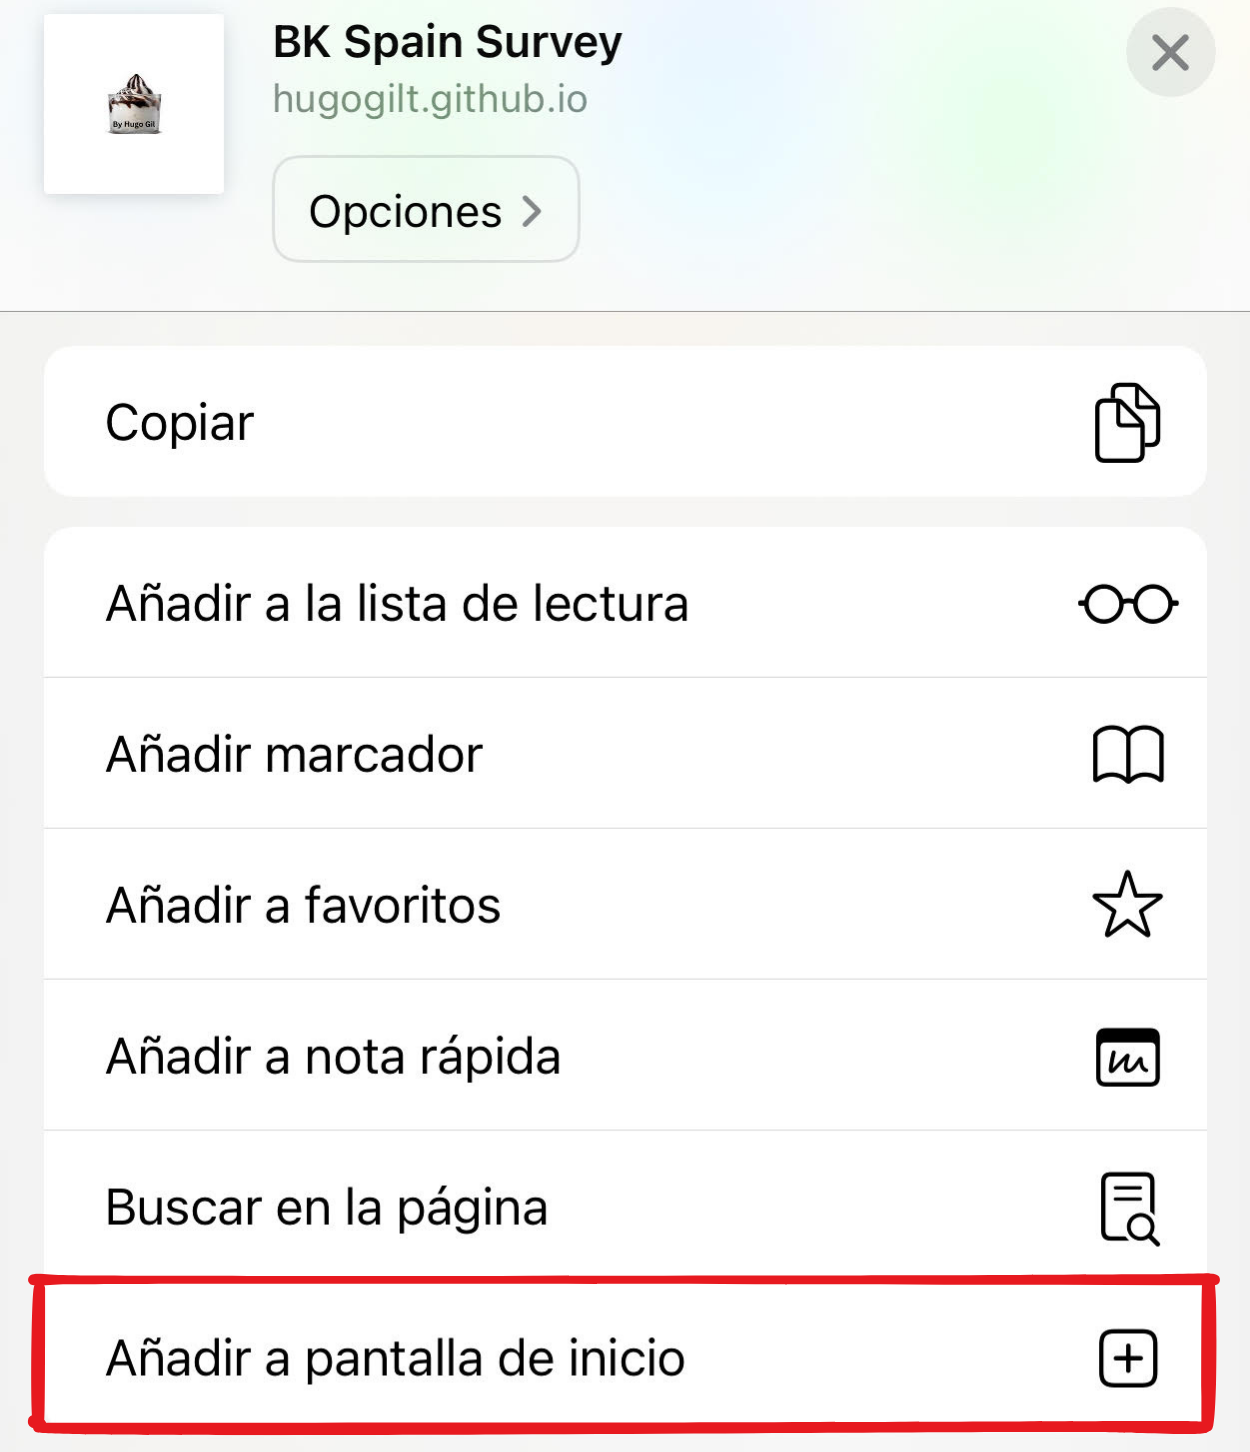 By Hugo Gil
BK Spain Survey
hugogilt.github.io
Opciones
Copiar
Añadir a la lista de lectura
Añadir marcador
Añadir a favoritos
Añadir a nota rápida
Buscar en la página
Añadir a pantalla de inicio